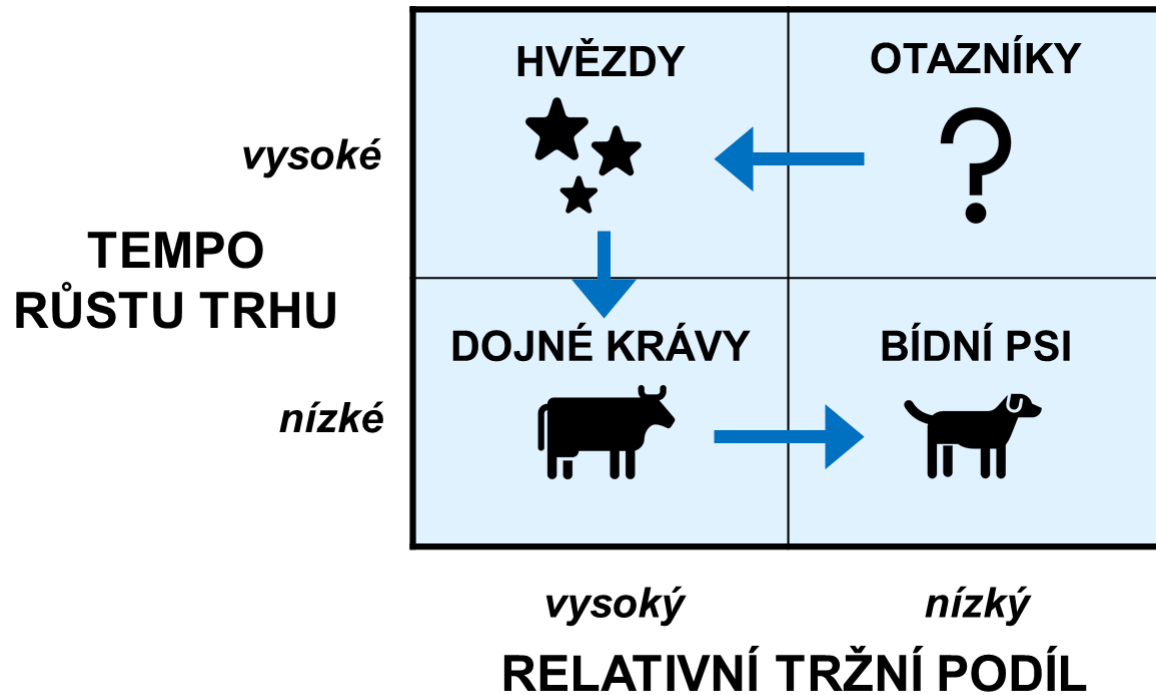 HVĚZDY
OTAZNÍKY
vysoké
TEMPO
RŮSTU TRHU
DOJNÉ KRÁVY
BÍDNÍ PSI
nízké
vysoký
nízký
RELATIVNÍ TRŽNÍ PODÍL